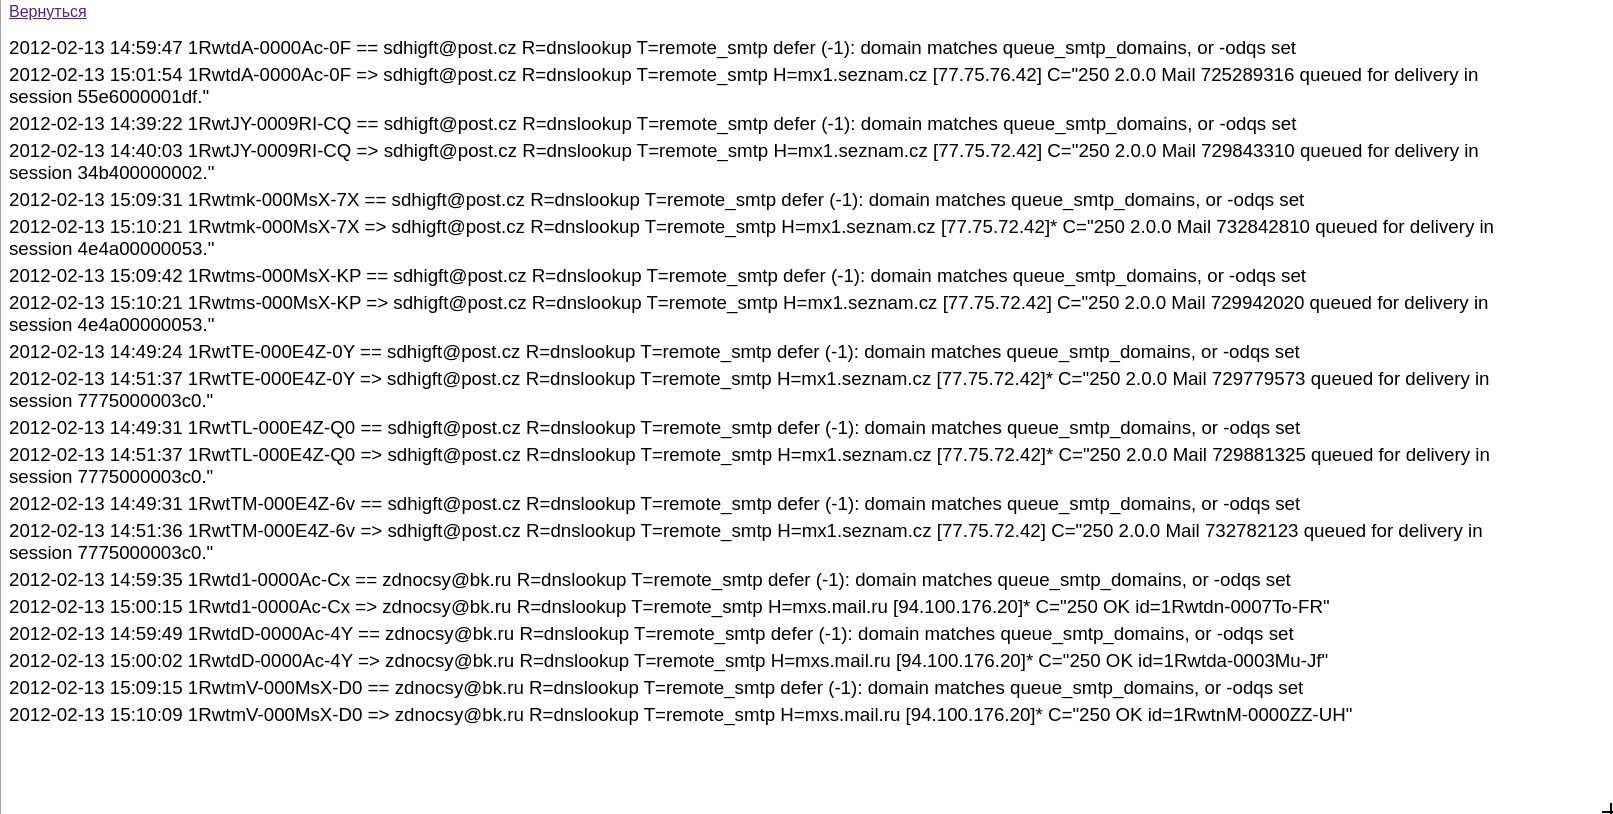 Вернуться
2012-02-13 14:59:47 1RwtdA-0000Ac-0F == sdhigft@post.cz R=dnslookup T=remote_smtp defer (-1): domain matches queue_smtp_domains, or -odqs set
2012-02-13 15:01:54 1RwtdA-0000Ac-0F => sdhigft@post.cz R=dnslookup T=remote_smtp H=mx1.seznam.cz [77.75.76.42] C="250 2.0.0 Mail 725289316 queued for delivery in
session 55e6000001df."
2012-02-13 14:39:22 1RwtJY-0009RI-CQ == sdhigft@post.cz R=dnslookup T=remote_smtp defer (-1): domain matches queue_smtp_domains, or -odqs set
2012-02-13 14:40:03 1RwtJY-0009RI-CQ => sdhigft@post.cz R=dnslookup T=remote_smtp H=mx1.seznam.cz [77.75.72.42] C="250 2.0.0 Mail 729843310 queued for delivery in
session 34b400000002."
2012-02-13 15:09:31 1Rwtmk-000MsX-7X == sdhigft@post.cz R=dnslookup T=remote_smtp defer (-1): domain matches queue_smtp_domains, or -odqs set
2012-02-13 15:10:21 1Rwtmk-000MsX-7X => sdhigft@post.cz R=dnslookup T=remote_smtp H=mx1.seznam.cz [77.75.72.42]* C="250 2.0.0 Mail 732842810 queued for delivery in
session 4e4a00000053."
2012-02-13 15:09:42 1Rwtms-000MsX-KP == sdhigft@post.cz R=dnslookup T=remote_smtp defer (-1): domain matches queue_smtp_domains, or -odqs set
2012-02-13 15:10:21 1Rwtms-000MsX-KP => sdhigft@post.cz R=dnslookup T=remote_smtp H=mx1.seznam.cz [77.75.72.42] C="250 2.0.0 Mail 729942020 queued for delivery in
session 4e4a00000053."
2012-02-13 14:49:24 1RwtTE-000E4Z-0Y == sdhigft@post.cz R=dnslookup T=remote_smtp defer (-1): domain matches queue_smtp_domains, or -odqs set
2012-02-13 14:51:37 1RwtTE-000E4Z-0Y => sdhigft@post.cz R=dnslookup T=remote_smtp H=mx1.seznam.cz [77.75.72.42]* C="250 2.0.0 Mail 729779573 queued for delivery in
session 7775000003c0."
2012-02-13 14:49:31 1RwtTL-000E4Z-Q0 == sdhigft@post.cz R=dnslookup T=remote_smtp defer (-1): domain matches queue_smtp_domains, or -odqs set
2012-02-13 14:51:37 1RwtTL-000E4Z-Q0 => sdhigft@post.cz R=dnslookup T=remote_smtp H=mx1.seznam.cz [77.75.72.42]* C="250 2.0.0 Mail 729881325 queued for delivery in
session 7775000003c0."
2012-02-13 14:49:31 1RwtTM-000E4Z-6v == sdhigft@post.cz R=dnslookup T=remote_smtp defer (-1): domain matches queue_smtp_domains, or -odqs set
2012-02-13 14:51:36 1RwtTM-000E4Z-6v => sdhigft@post.cz R=dnslookup T=remote_smtp H=mx1.seznam.cz [77.75.72.42] C="250 2.0.0 Mail 732782123 queued for delivery in
session 7775000003c0."
2012-02-13 14:59:35 1Rwtd1-0000Ac-Cx == zdnocsy@bk.ru R=dnslookup T=remote_smtp defer (-1): domain matches queue_smtp_domains, or -odqs set
2012-02-13 15:00:15 1Rwtd1-0000Ac-Cx => zdnocsy@bk.ru R=dnslookup T=remote_smtp H=mxs.mail.ru [94.100.176.20]* C="250 OK id=1Rwtdn-0007To-FR"
2012-02-13 14:59:49 1RwtdD-0000Ac-4Y == zdnocsy@bk.ru R=dnslookup T=remote_smtp defer (-1): domain matches queue_smtp_domains, or -odqs set
2012-02-13 15:00:02 1RwtdD-0000Ac-4Y => zdnocsy@bk.ru R=dnslookup T=remote_smtp H=mxs.mail.ru [94.100.176.20]* C="250 OK id=1Rwtda-0003Mu-Jf"
2012-02-13 15:09:15 1RwtmV-000MsX-D0 == zdnocsy@bk.ru R=dnslookup T=remote_smtp defer (-1): domain matches queue_smtp_domains, or -odqs set
2012-02-13 15:10:09 1RwtmV-000MsX-D0 => zdnocsy@bk.ru R=dnslookup T=remote_smtp H=mxs.mail.ru [94.100.176.20]* C="250 OK id=1RwtnM-0000ZZ-UH"